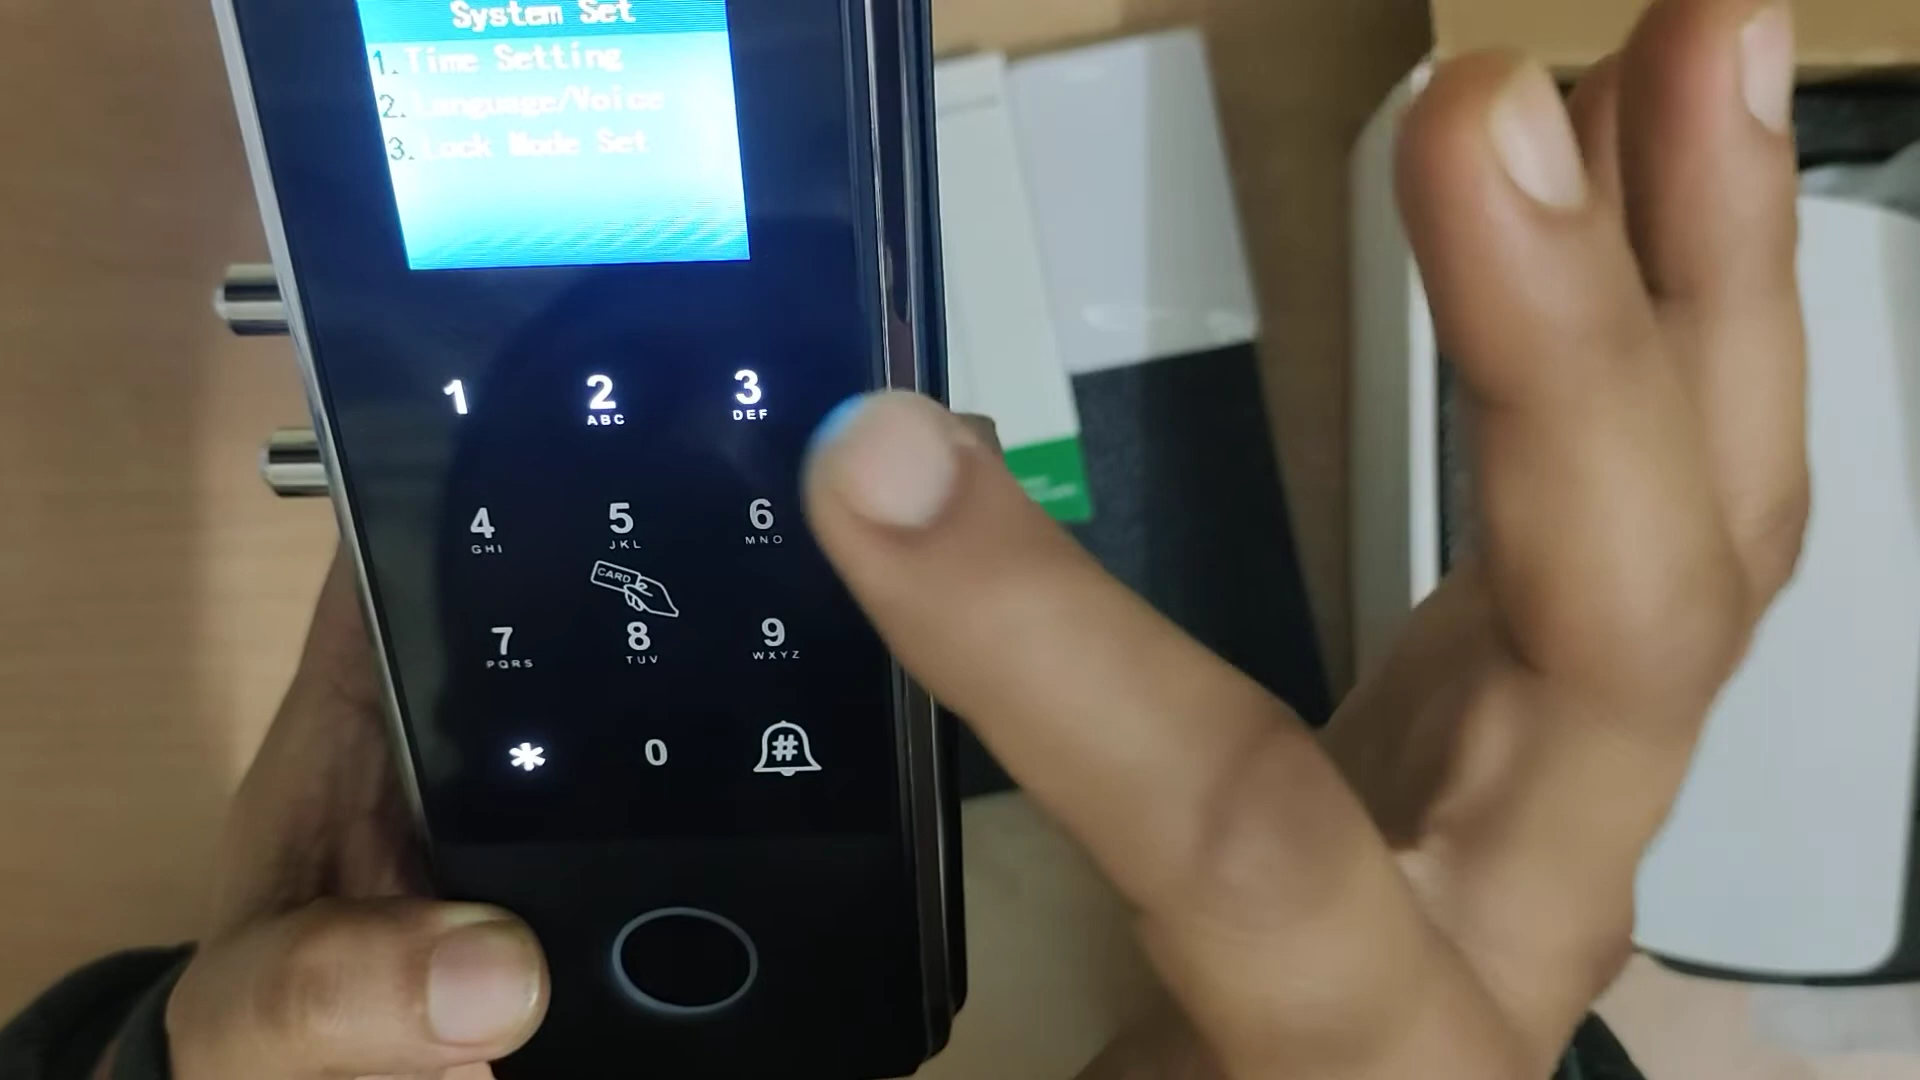 System Set
1. Time Setting
2. Language/Voice
3. Lock Mode Set
1 2 3
ABC DEF
4 5 6
GHI JKL MNO
CARD
7 8 9
PQRS TUV WXYZ
* 0 #